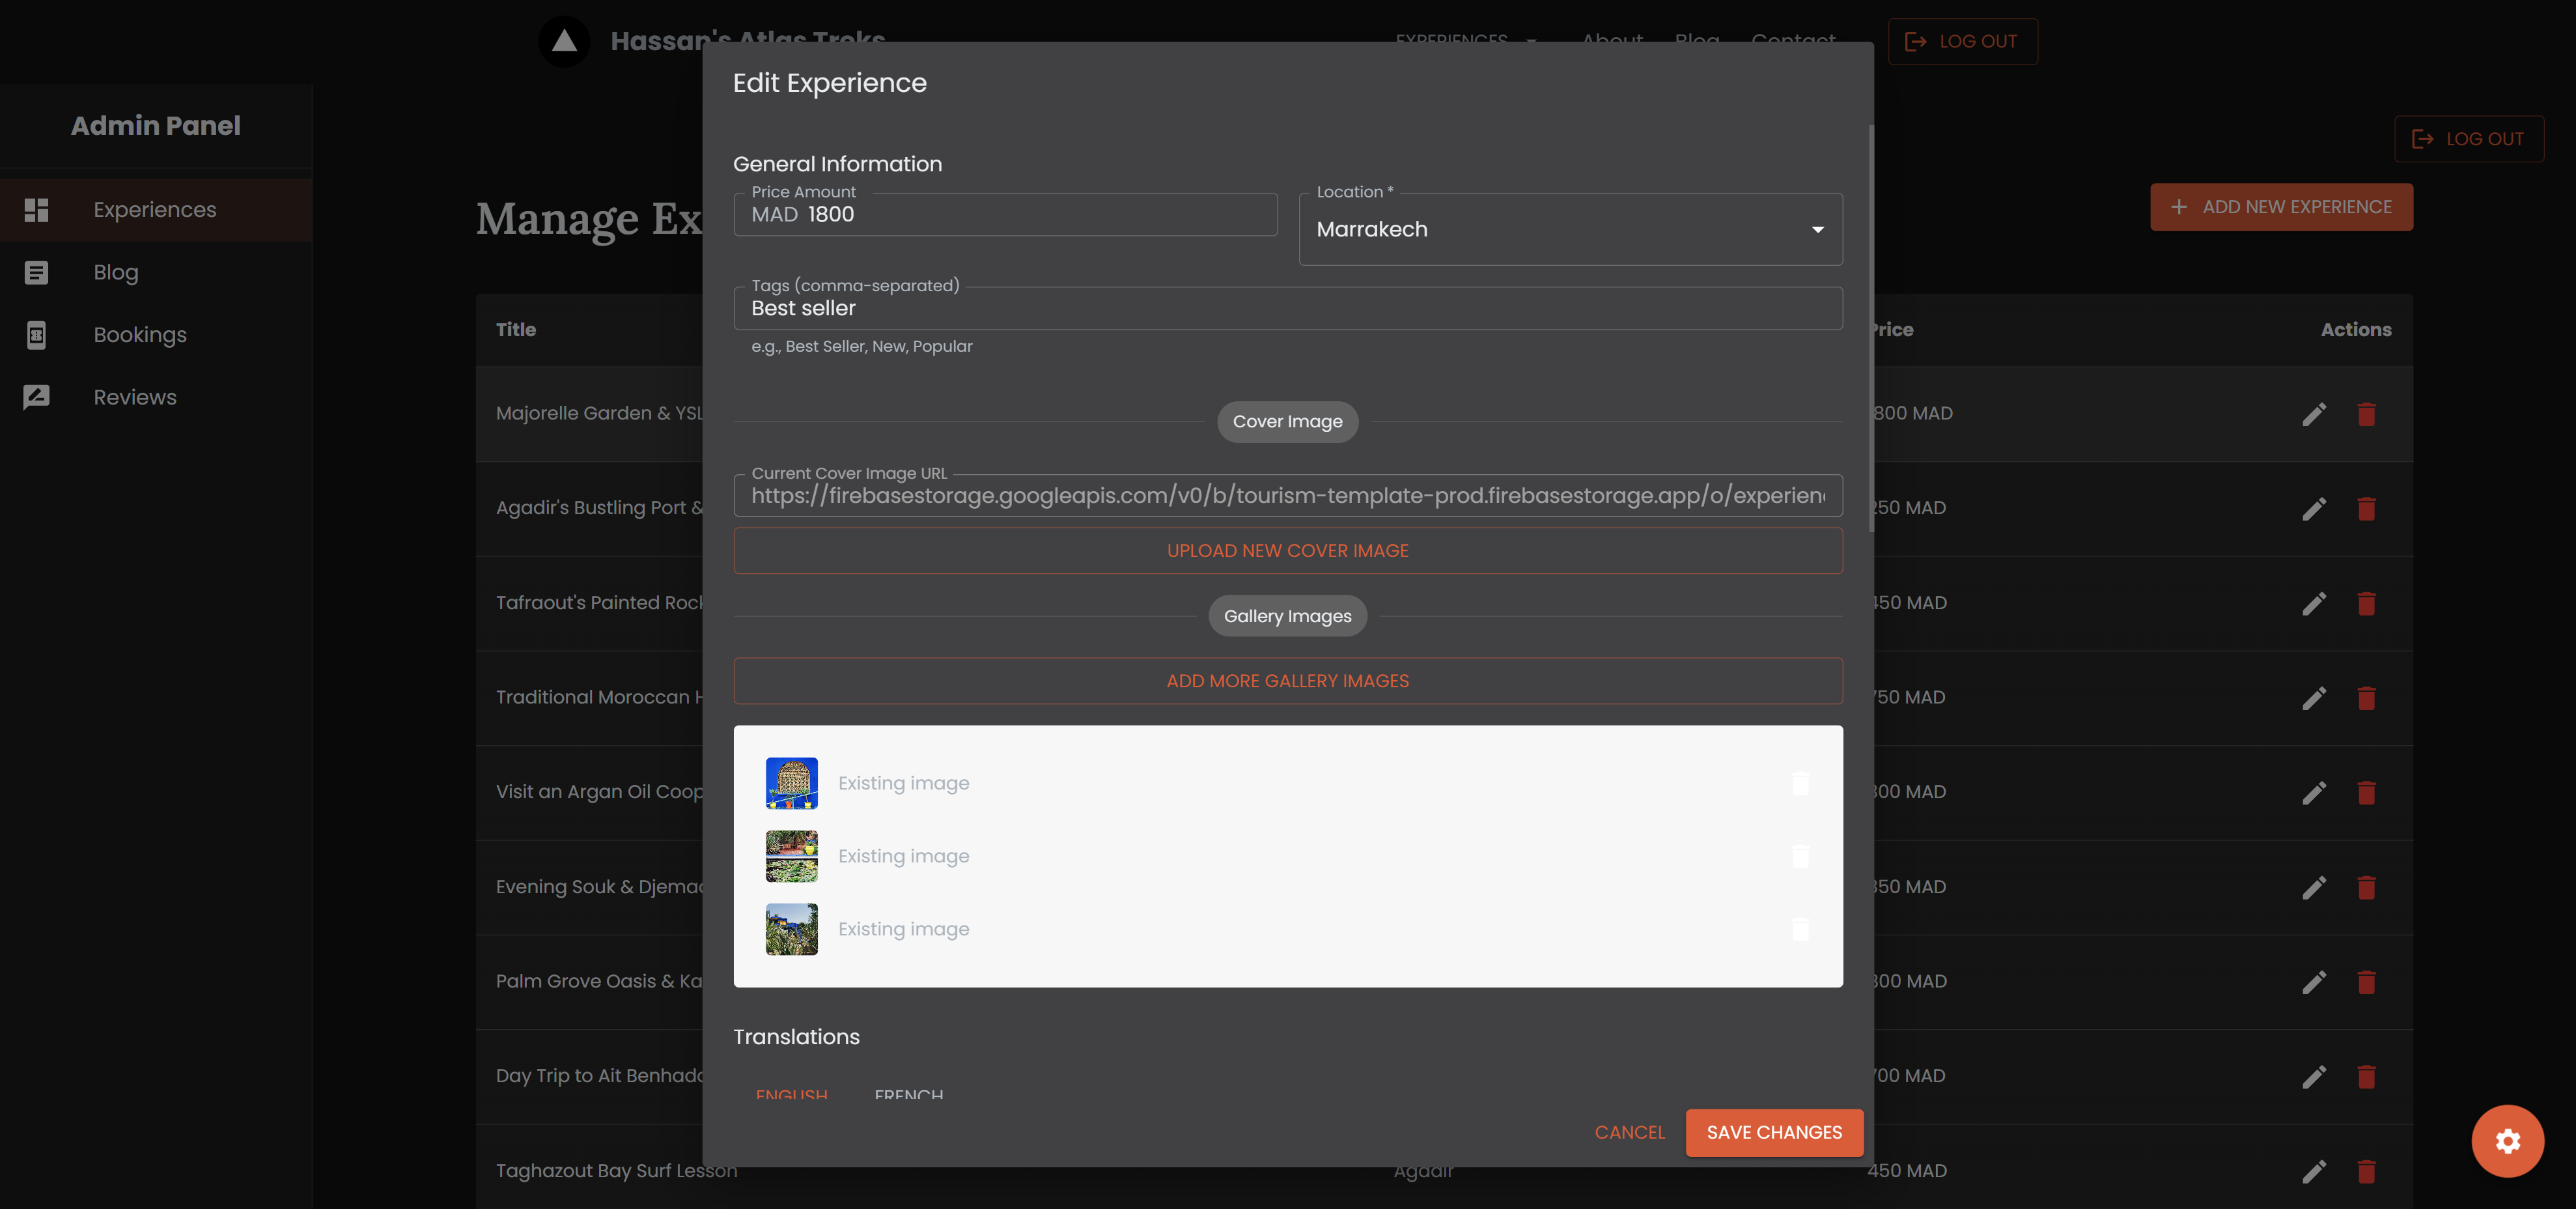 Hassan's Atlas Treks
EXPERIENCES
About
Blog
Contact
LOG OUT
Admin Panel
Experiences
Blog
Bookings
Reviews
LOG OUT
Manage Ex
ADD NEW EXPERIENCE
Title
Price
Actions
Majorelle Garden & YSL
800 MAD
Agadir's Bustling Port &
250 MAD
Tafraout's Painted Rock
450 MAD
Traditional Moroccan H
750 MAD
Visit an Argan Oil Coop
300 MAD
Evening Souk & Djemaa
350 MAD
Palm Grove Oasis & Ka
300 MAD
Day Trip to Ait Benhadd
700 MAD
Taghazout Bay Surf Lesson
Agadir
450 MAD
Edit Experience
General Information
Price Amount
MAD 1800
Location *
Marrakech
Tags (comma-separated)
Best seller
e.g., Best Seller, New, Popular
Cover Image
Current Cover Image URL
https://firebasestorage.googleapis.com/v0/b/tourism-template-prod.firebasestorage.app/o/experien
UPLOAD NEW COVER IMAGE
Gallery Images
ADD MORE GALLERY IMAGES
Existing image
Existing image
Existing image
Translations
ENGLISH
FRENCH
CANCEL
SAVE CHANGES